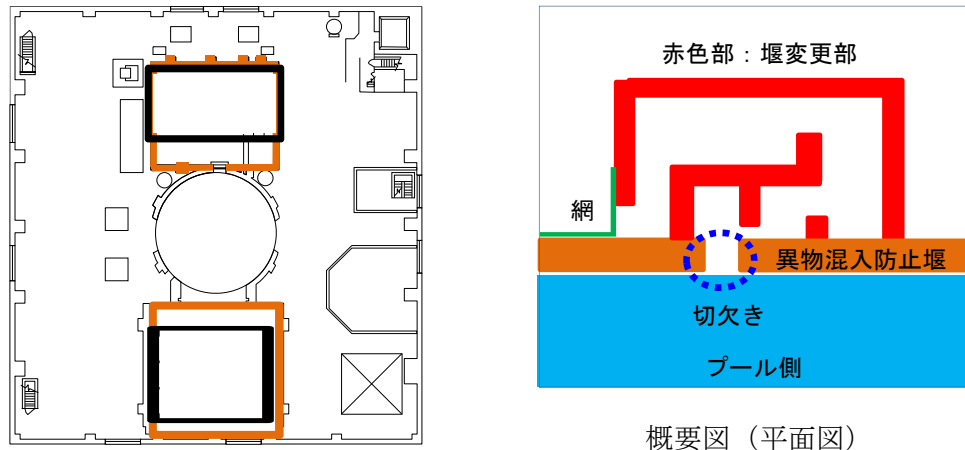 赤色部：堰変更部
網
異物混入防止堰
切欠き
プール側
概要図（平面図）